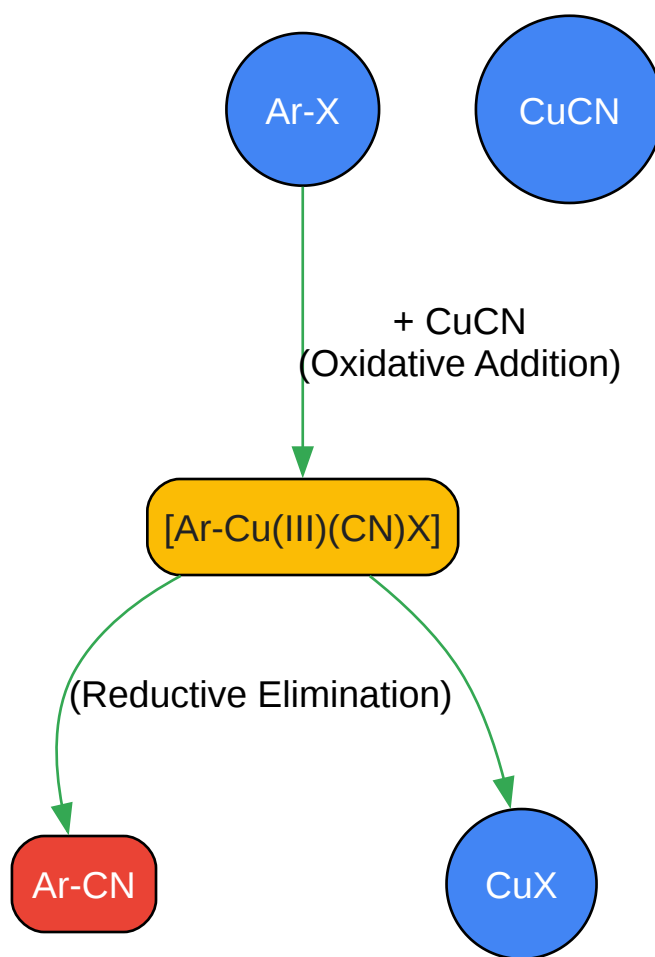 Ar-X
CuCN
+ CuCN
(Oxidative Addition)
[Ar-Cu(III)(CN)X]
(Reductive Elimination)
Ar-CN
CuX